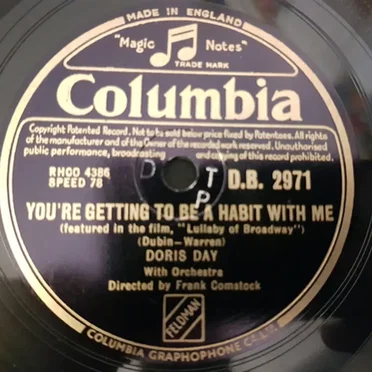 MADE IN ENGLAND
"Magic Notes"
TRADE MARK
Columbia
Copyright Patented Record. Not to be sold below price fixed by Patentees. All rights
of the manufacturer and of the Owner of the recorded work reserved. Unauthorised
public performance, broadcasting and copying of this record prohibited.
RHCO 4386
SPEED 78
D.B. 2971
D T
P
YOU'RE GETTING TO BE A HABIT WITH ME
(featured in the film, "Lullaby of Broadway")
(Dubin-Warren)
DORIS DAY
With Orchestra
Directed by Frank Comstock
FELDMAN
COLUMBIA GRAPHOPHONE Co. LTD.